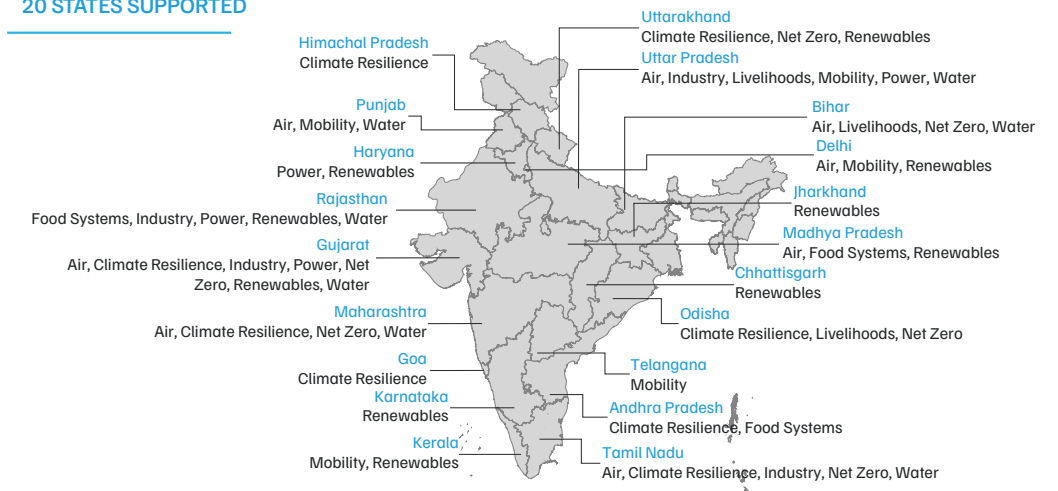 20 STATES SUPPORTED
Himachal Pradesh
Climate Resilience
Punjab
Air, Mobility, Water
Haryana
Power, Renewables
Rajasthan
Food Systems, Industry, Power, Renewables, Water
Gujarat
Air, Climate Resilience, Industry, Power, Net
Zero, Renewables, Water
Maharashtra
Air, Climate Resilience, Net Zero, Water
Goa
Climate Resilience
Karnataka
Renewables
Kerala
Mobility, Renewables
Uttarakhand
Climate Resilience, Net Zero, Renewables
Uttar Pradesh
Air, Industry, Livelihoods, Mobility, Power, Water
Bihar
Air, Livelihoods, Net Zero, Water
Delhi
Air, Mobility, Renewables
Jharkhand
Renewables
Madhya Pradesh
Air, Food Systems, Renewables
Chhattisgarh
Renewables
Odisha
Climate Resilience, Livelihoods, Net Zero
Telangana
Mobility
Andhra Pradesh
Climate Resilience, Food Systems
Tamil Nadu
Air, Climate Resilience, Industry, Net Zero, Water